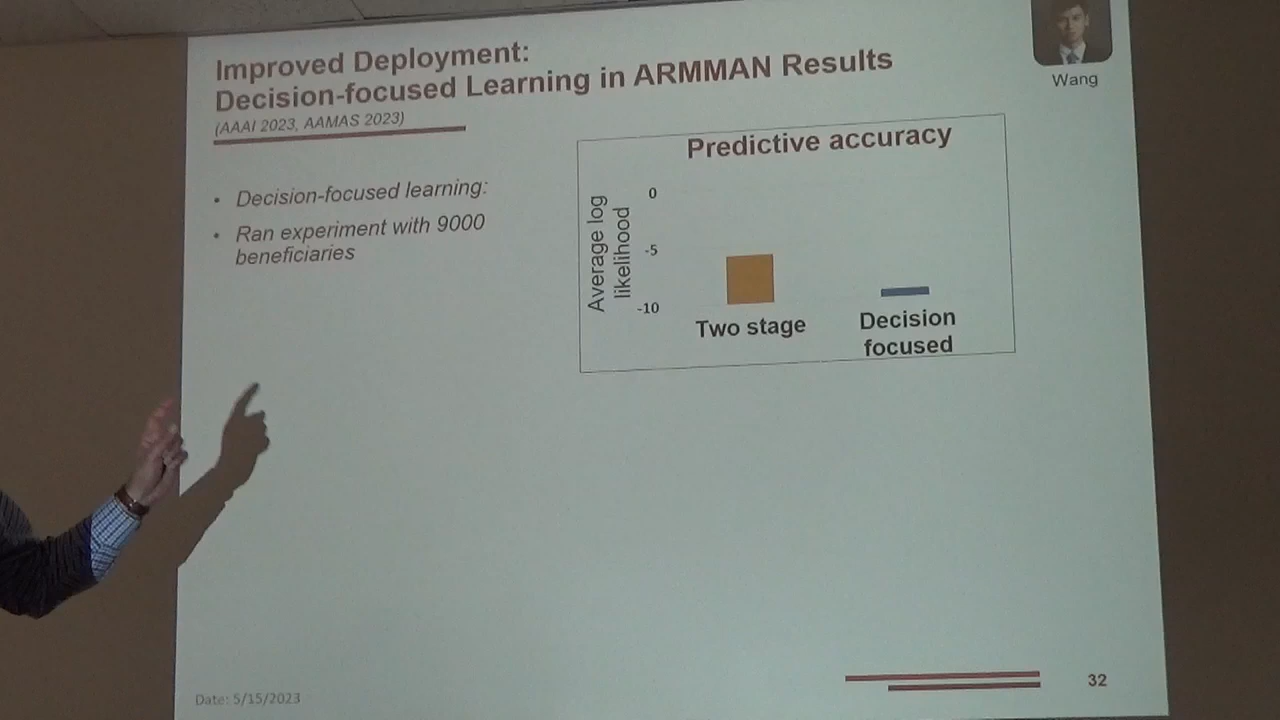 Improved Deployment:
Decision-focused Learning in ARMMAN Results
(AAAI 2023, AAMAS 2023)
Wang
• Decision-focused learning:
• Ran experiment with 9000
beneficiaries
Predictive accuracy
Average log
likelihood
0
-5
-10
Two stage
Decision
focused
Date: 5/15/2023
32